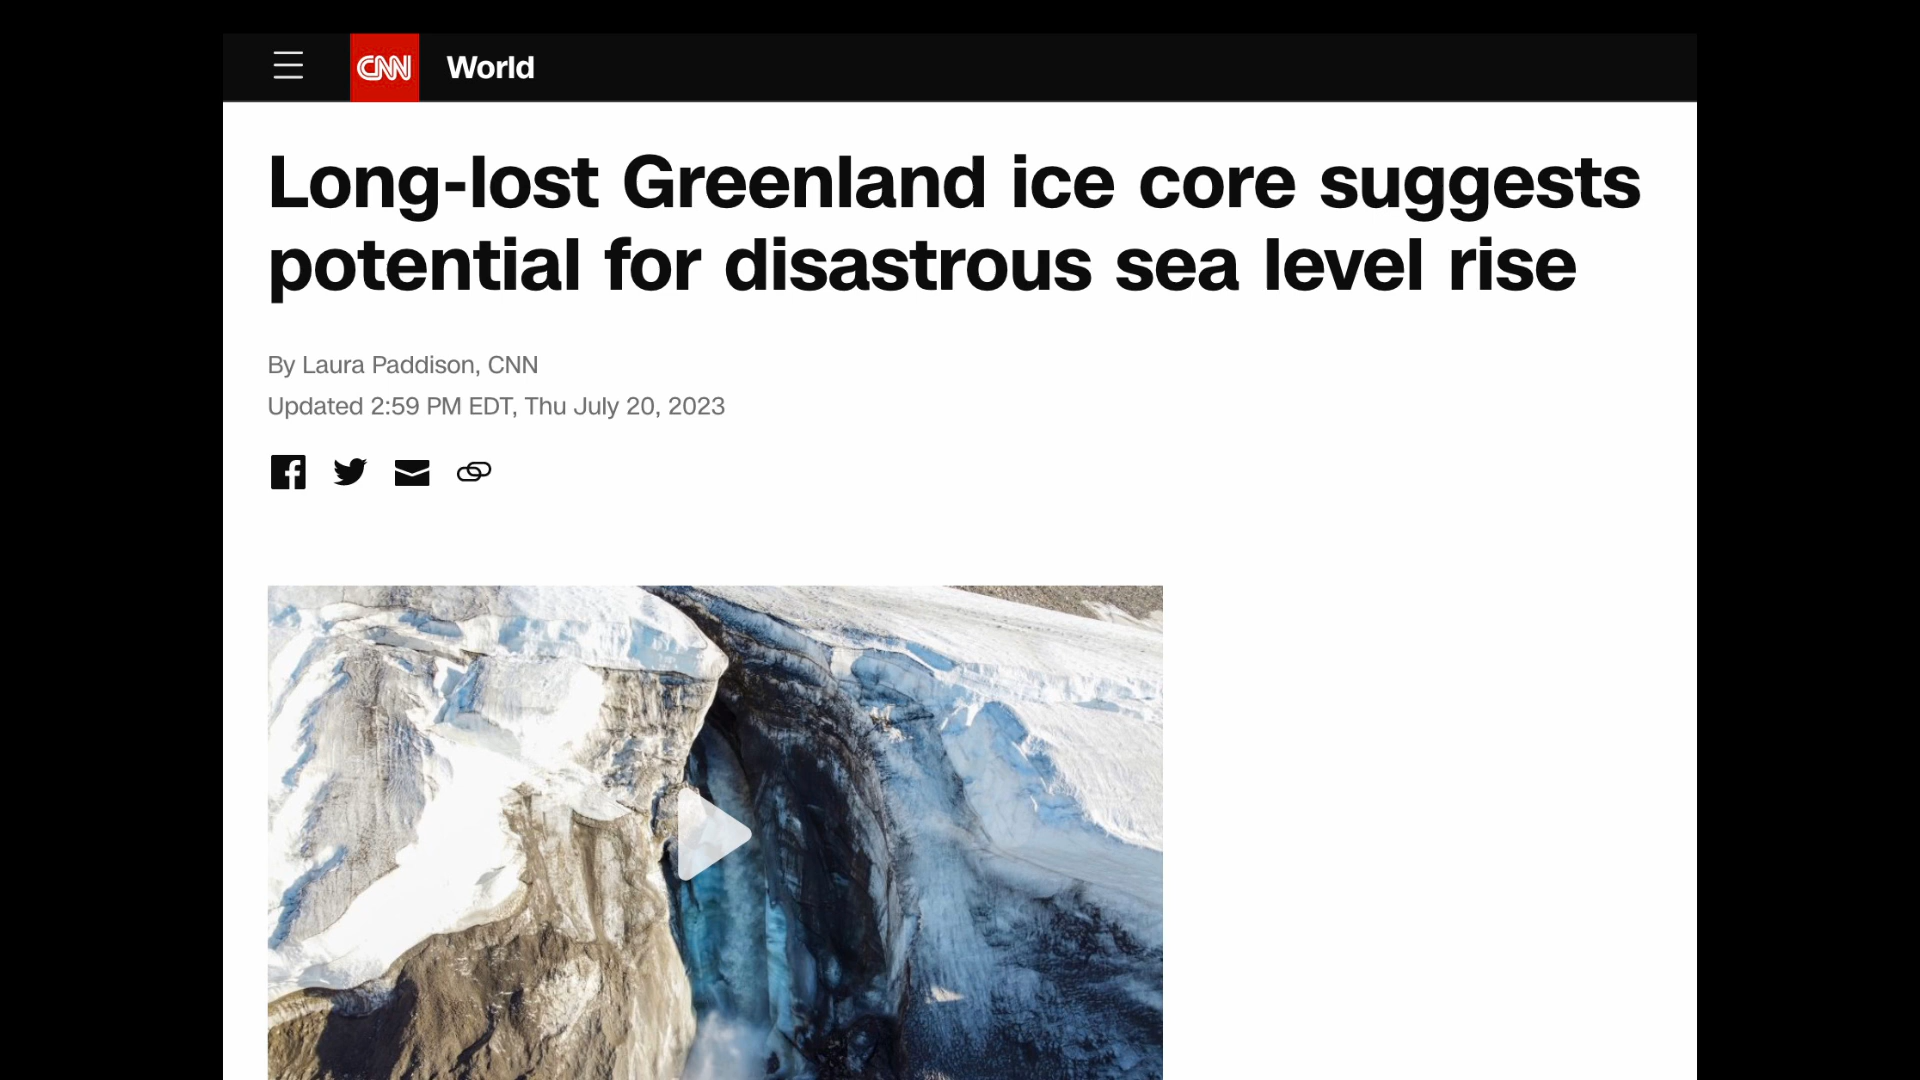 CNN World
Long-lost Greenland ice core suggests
potential for disastrous sea level rise
By Laura Paddison, CNN
Updated 2:59 PM EDT, Thu July 20, 2023